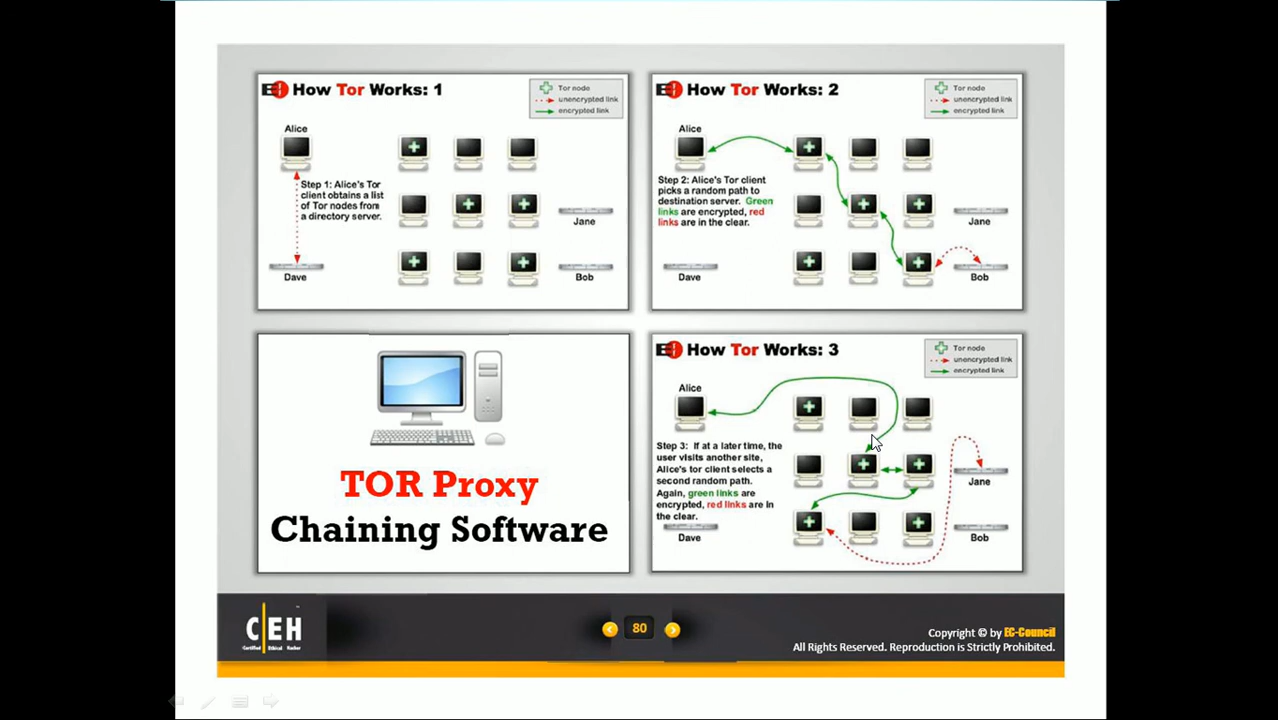 How Tor Works: 1
Tor node
unencrypted link
encrypted link
Alice
Step 1: Alice's Tor
client obtains a list
of Tor nodes from
a directory server.
Jane
Dave
Bob
How Tor Works: 2
Tor node
unencrypted link
encrypted link
Alice
Step 2: Alice's Tor client
picks a random path to
destination server. Green
links are encrypted, red
links are in the clear.
Jane
Dave
Bob
TOR Proxy
Chaining Software
How Tor Works: 3
Tor node
unencrypted link
encrypted link
Alice
Step 3: If at a later time, the
user visits another site,
Alice's tor client selects a
second random path.
Again, green links are
encrypted, red links are in
the clear.
Jane
Dave
Bob
C|EH
Certified Ethical Hacker
80
Copyright © by EC-Council
All Rights Reserved. Reproduction is Strictly Prohibited.